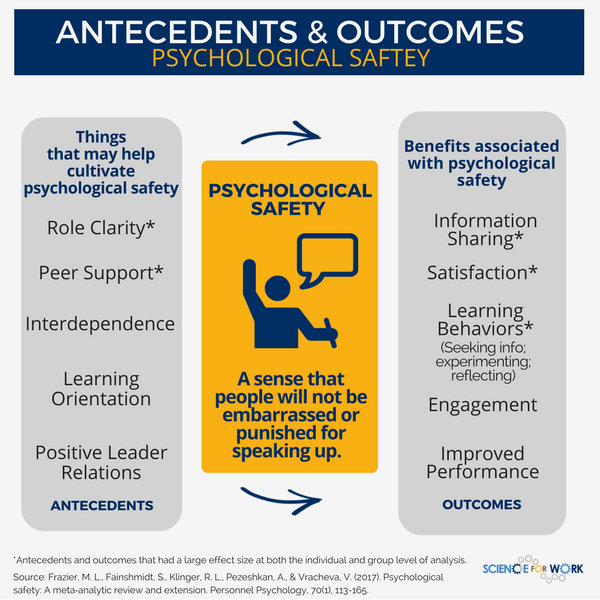 ANTECEDENTS & OUTCOMES
PSYCHOLOGICAL SAFTEY
Things
that may help
cultivate
psychological safety
Role Clarity*
Peer Support*
Interdependence
Learning
Orientation
Positive Leader
Relations
ANTECEDENTS
PSYCHOLOGICAL
SAFETY
A sense that
people will not be
embarrassed or
punished for
speaking up.
Benefits associated
with psychological
safety
Information
Sharing*
Satisfaction*
Learning
Behaviors*
(Seeking info;
experimenting;
reflecting)
Engagement
Improved
Performance
OUTCOMES
*Antecedents and outcomes that had a large effect size at both the individual and group level of analysis.
Source: Frazier, M. L., Fainshmidt, S., Klinger, R. L., Pezeshkan, A., & Vracheva, V. (2017). Psychological
safety: A meta-analytic review and extension. Personnel Psychology, 70(1), 113-165.
SCIENCE FOR WORK